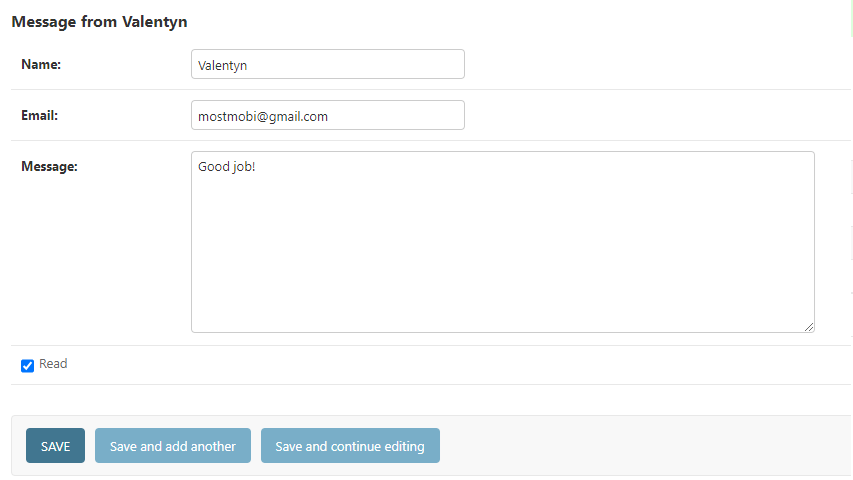 Message from Valentyn
Name: Valentyn
Email: mostmobi@gmail.com
Message: Good job!
Read
SAVE Save and add another Save and continue editing